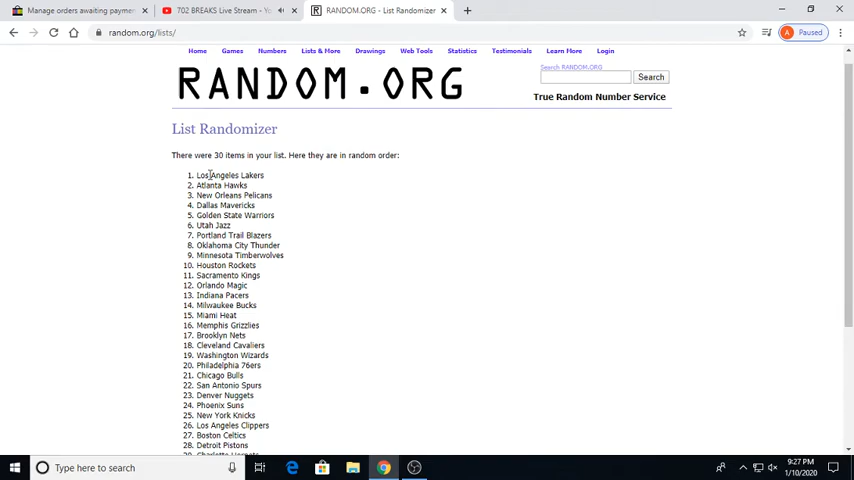 Manage orders awaiting paymen
702 BREAKS Live Stream - Yo
RANDOM.ORG - List Randomizer
random.org/lists/
A Paused
Home Games Numbers Lists & More Drawings Web Tools Statistics Testimonials Learn More Login
Search RANDOM.ORG
Search
RANDOM.ORG
True Random Number Service
List Randomizer
There were 30 items in your list. Here they are in random order:
1. Los Angeles Lakers
2. Atlanta Hawks
3. New Orleans Pelicans
4. Dallas Mavericks
5. Golden State Warriors
6. Utah Jazz
7. Portland Trail Blazers
8. Oklahoma City Thunder
9. Minnesota Timberwolves
10. Houston Rockets
11. Sacramento Kings
12. Orlando Magic
13. Indiana Pacers
14. Milwaukee Bucks
15. Miami Heat
16. Memphis Grizzlies
17. Brooklyn Nets
18. Cleveland Cavaliers
19. Washington Wizards
20. Philadelphia 76ers
21. Chicago Bulls
22. San Antonio Spurs
23. Denver Nuggets
24. Phoenix Suns
25. New York Knicks
26. Los Angeles Clippers
27. Boston Celtics
28. Detroit Pistons
29. Charlotte Hornets
Type here to search
9:27 PM
1/10/2020